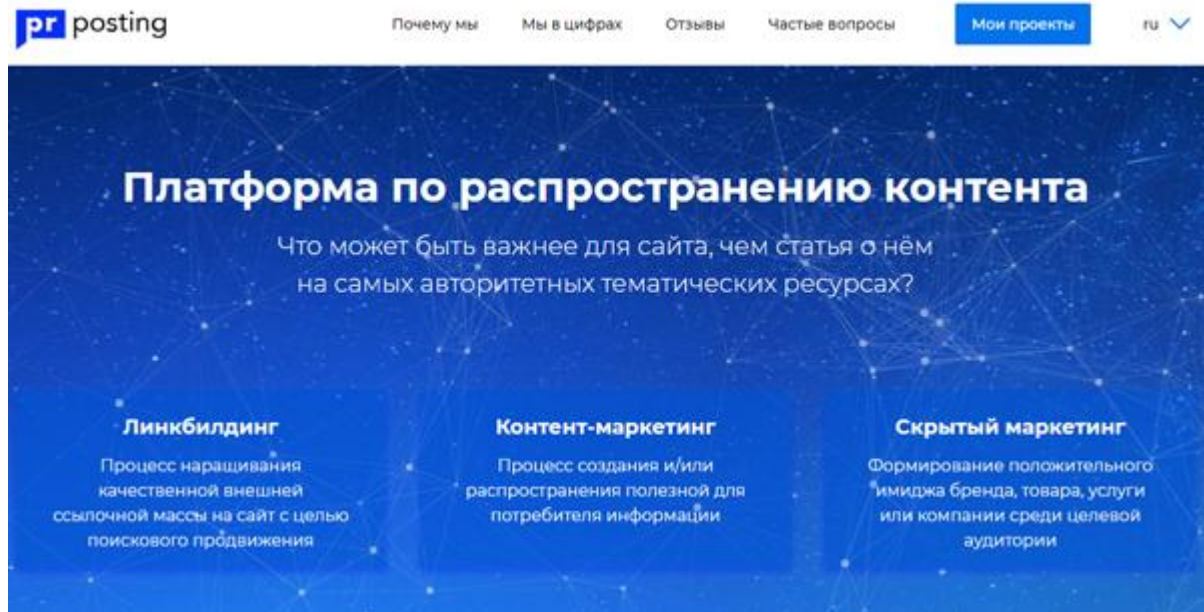 pr posting
Почему мы
Мы в цифрах
Отзывы
Частые вопросы
Мои проекты
ru
Платформа по распространению контента
Что может быть важнее для сайта, чем статья о нём
на самых авторитетных тематических ресурсах?
Линкбилдинг
Процесс наращивания
качественной внешней
ссылочной массы на сайт с целью
поискового продвижения
Контент-маркетинг
Процесс создания и/или
распространения полезной для
потребителя информации
Скрытый маркетинг
Формирование положительного
имиджа бренда, товара, услуги
или компании среди целевой
аудитории